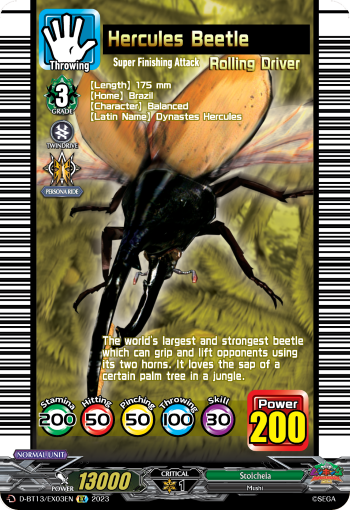 Hercules Beetle
Throwing
Super Finishing Attack Rolling Driver
3
GRADE
[Length] 175 mm
[Home] Brazil
[Character] Balanced
[Latin Name] Dynastes Hercules
TWINDRIVE
PERSONA RIDE
The world's largest and strongest beetle
which can grip and lift opponents using
its two horns. It loves the sap of a
certain palm tree in a jungle.
Stamina Hitting Pinching Throwing Skill
200 50 50 100 30
Power
200
NORMAL UNIT
POWER 13000
CRITICAL
1
Stoicheia
Mushi
D-BT13/EX03EN EX 2023
©SEGA